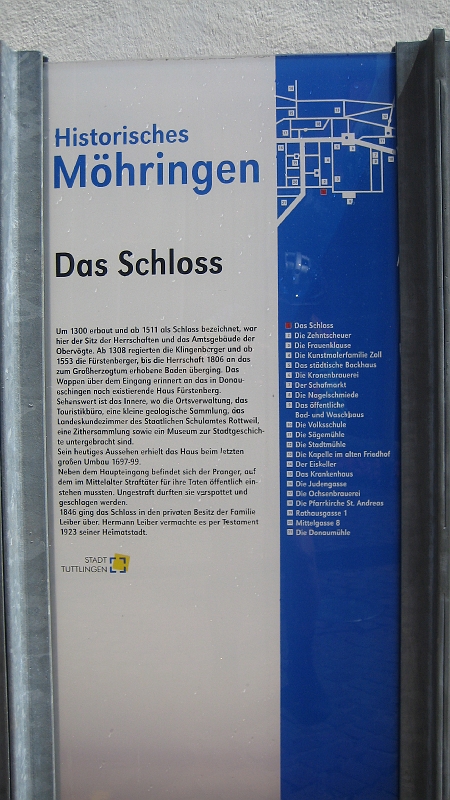 Historisches
Möhringen
Das Schloss
Um 1300 erbaut und ab 1511 als Schloss bezeichnet, war
hier der Sitz der Herrschaften und das Amtsgebäude der
Obervögte. Ab 1308 regierten die Klingenberger und ab
1553 die Fürstenberger, bis die Herrschaft 1806 an das
zum Großherzogtum erhobene Baden überging. Das
Wappen über dem Eingang erinnert an das in Donau-
eschingen noch existierende Haus Fürstenberg.
Sehenswert ist das Innere, wo die Ortsverwaltung, das
Touristikbüro, eine kleine geologische Sammlung, das
Landeskundezimmer des Staatlichen Schulamtes Rottweil,
eine Zithersammlung sowie ein Museum zur Stadtgeschich-
te untergebracht sind.
Sein heutiges Aussehen erhielt das Haus beim letzten
großen Umbau 1697-99.
Neben dem Haupteingang befindet sich der Pranger, auf
dem im Mittelalter Straftäter für ihre Taten öffentlich ein-
stehen mussten. Ungestraft durften sie verspottet und
geschlagen werden.
1846 ging das Schloss in den privaten Besitz der Familie
Leiber über. Hermann Leiber vermachte es per Testament
1923 seiner Heimatstadt.
STADT
TUTTLINGEN
Das Schloss
Die Zehntscheuer
Die Frauenklause
Die Kunstmalerfamilie Zoll
Das städtische Backhaus
Die Kronenbrauerei
Der Schafmarkt
Die Nagelschmiede
Das öffentliche
Bad- und Waschhaus
Die Volksschule
Die Sägemühle
Die Stadtmühle
Die Kapelle im alten Friedhof
Der Eiskeller
Das Krankenhaus
Die Judengasse
Die Ochsenbrauerei
Die Pfarrkirche St. Andreas
Rathausgasse 1
Mittelgasse 8
Die Donaumühle